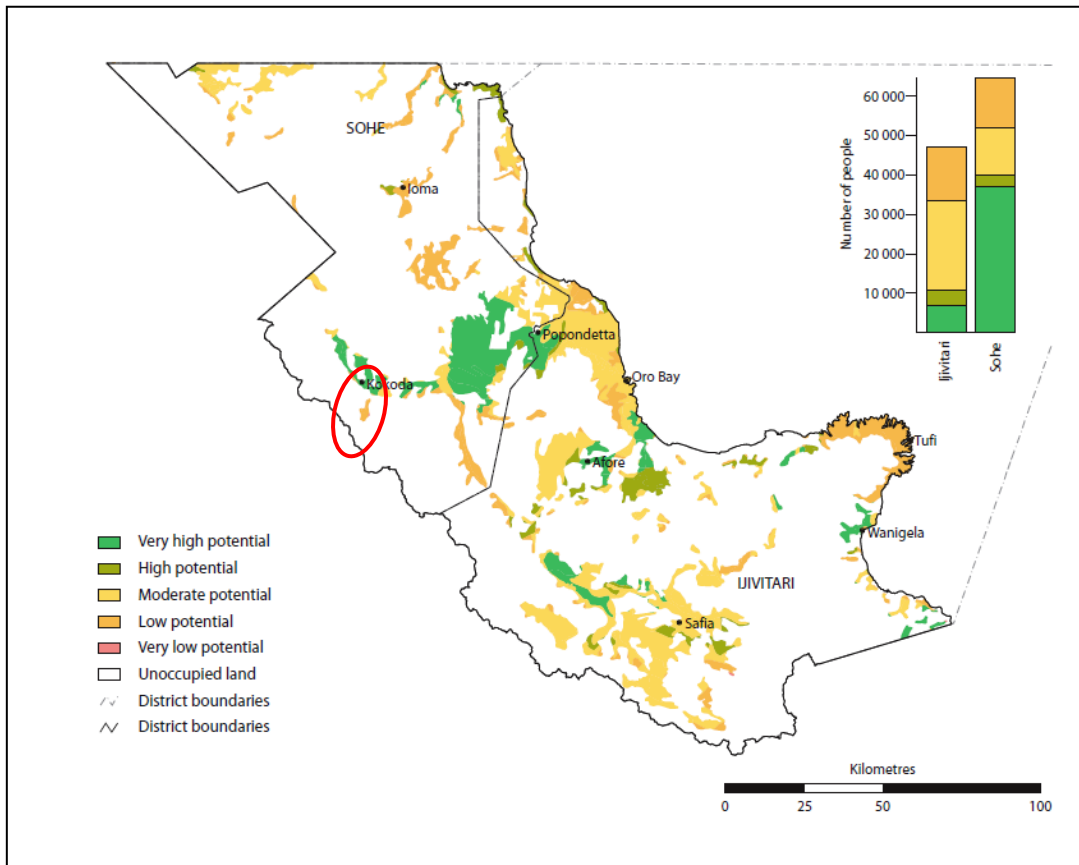 SOHE
Ioma
Popondetta
Kokoda
Oro Bay
Tufi
Afore
Wanigela
IJIVITARI
Safia
Number of people
60 000
50 000
40 000
30 000
20 000
10 000
Ijivitari
Sohe
Very high potential
High potential
Moderate potential
Low potential
Very low potential
Unoccupied land
District boundaries
District boundaries
Kilometres
0 25 50 100